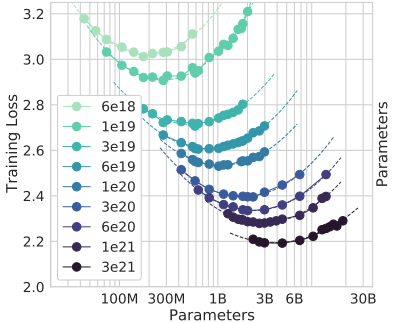 3.2
3.0
2.8
2.6
2.4
2.2
2.0
Training Loss
6e18
1e19
3e19
6e19
1e20
3e20
6e20
1e21
3e21
100M 300M 1B 3B 6B 30B
Parameters
Parameters